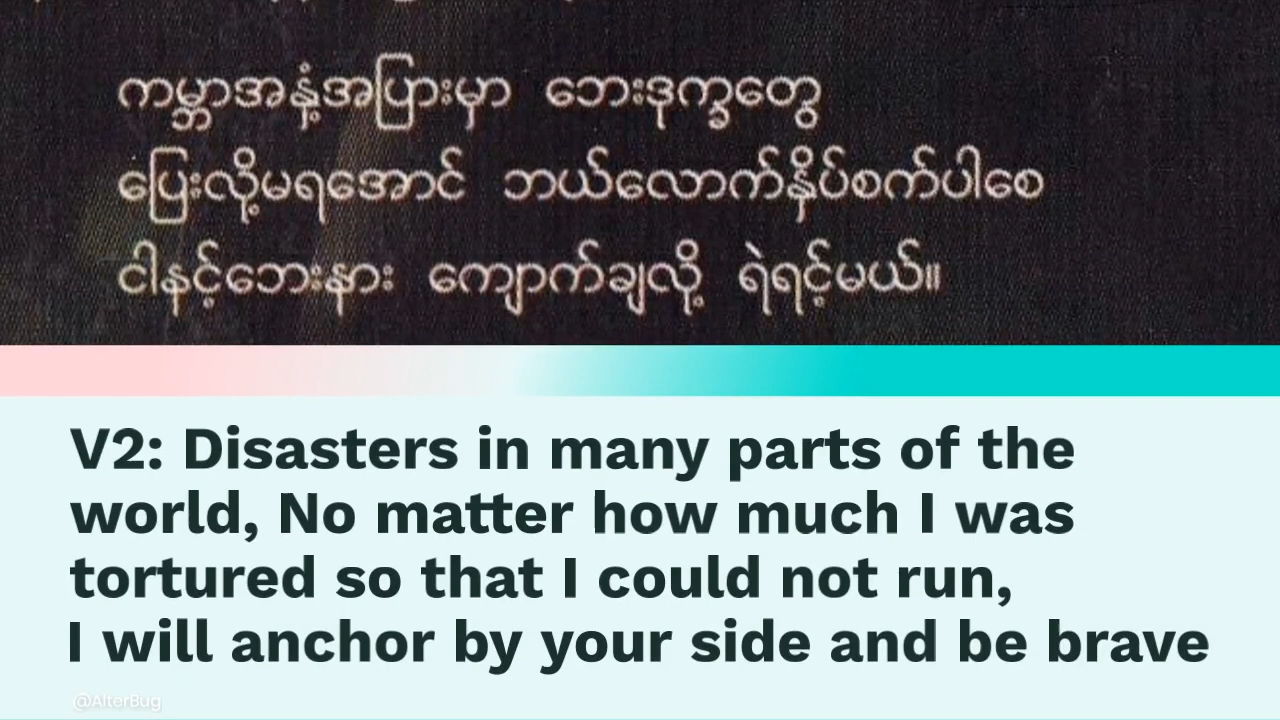 ကမ္ဘာအနှံ့အပြားမှာ ဘေးဒုက္ခတွေ
ပြေးလို့မရအောင် ဘယ်လောက်နှိပ်စက်ပါစေ
ငါနင့်ဘေးနား ကျောက်ချလို့ ရဲရင့်မယ်။
V2: Disasters in many parts of the
world, No matter how much I was
tortured so that I could not run,
I will anchor by your side and be brave
@AlterBug